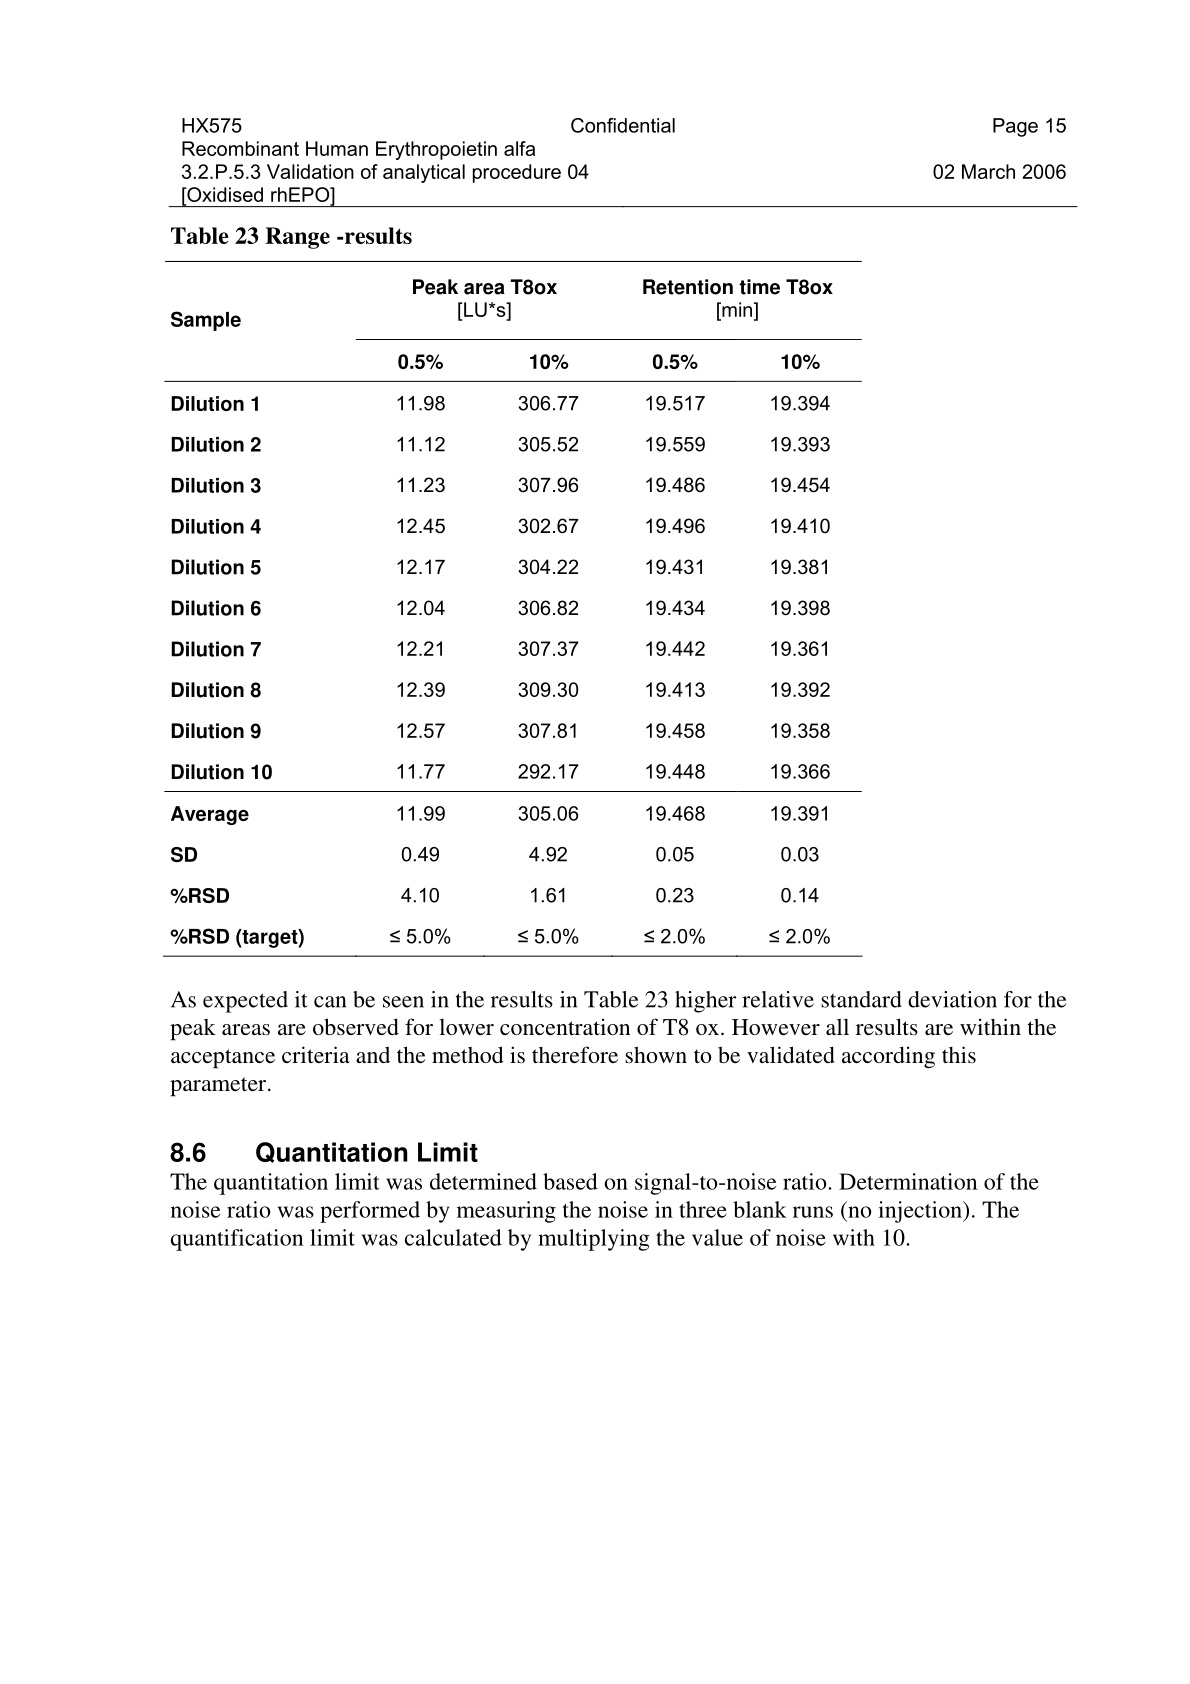 HX575 Confidential Page 15
Recombinant Human Erythropoietin alfa
3.2.P.5.3 Validation of analytical procedure 04 02 March 2006
[Oxidised rhEPO]
Table 23 Range -results
Peak area T8ox Retention time T8ox
[LU*s] [min]
Sample
0.5% 10% 0.5% 10%
Dilution 1 11.98 306.77 19.517 19.394
Dilution 2 11.12 305.52 19.559 19.393
Dilution 3 11.23 307.96 19.486 19.454
Dilution 4 12.45 302.67 19.496 19.410
Dilution 5 12.17 304.22 19.431 19.381
Dilution 6 12.04 306.82 19.434 19.398
Dilution 7 12.21 307.37 19.442 19.361
Dilution 8 12.39 309.30 19.413 19.392
Dilution 9 12.57 307.81 19.458 19.358
Dilution 10 11.77 292.17 19.448 19.366
Average 11.99 305.06 19.468 19.391
SD 0.49 4.92 0.05 0.03
%RSD 4.10 1.61 0.23 0.14
%RSD (target) ≤ 5.0% ≤ 5.0% ≤ 2.0% ≤ 2.0%
As expected it can be seen in the results in Table 23 higher relative standard deviation for the
peak areas are observed for lower concentration of T8 ox. However all results are within the
acceptance criteria and the method is therefore shown to be validated according this
parameter.
8.6 Quantitation Limit
The quantitation limit was determined based on signal-to-noise ratio. Determination of the
noise ratio was performed by measuring the noise in three blank runs (no injection). The
quantification limit was calculated by multiplying the value of noise with 10.